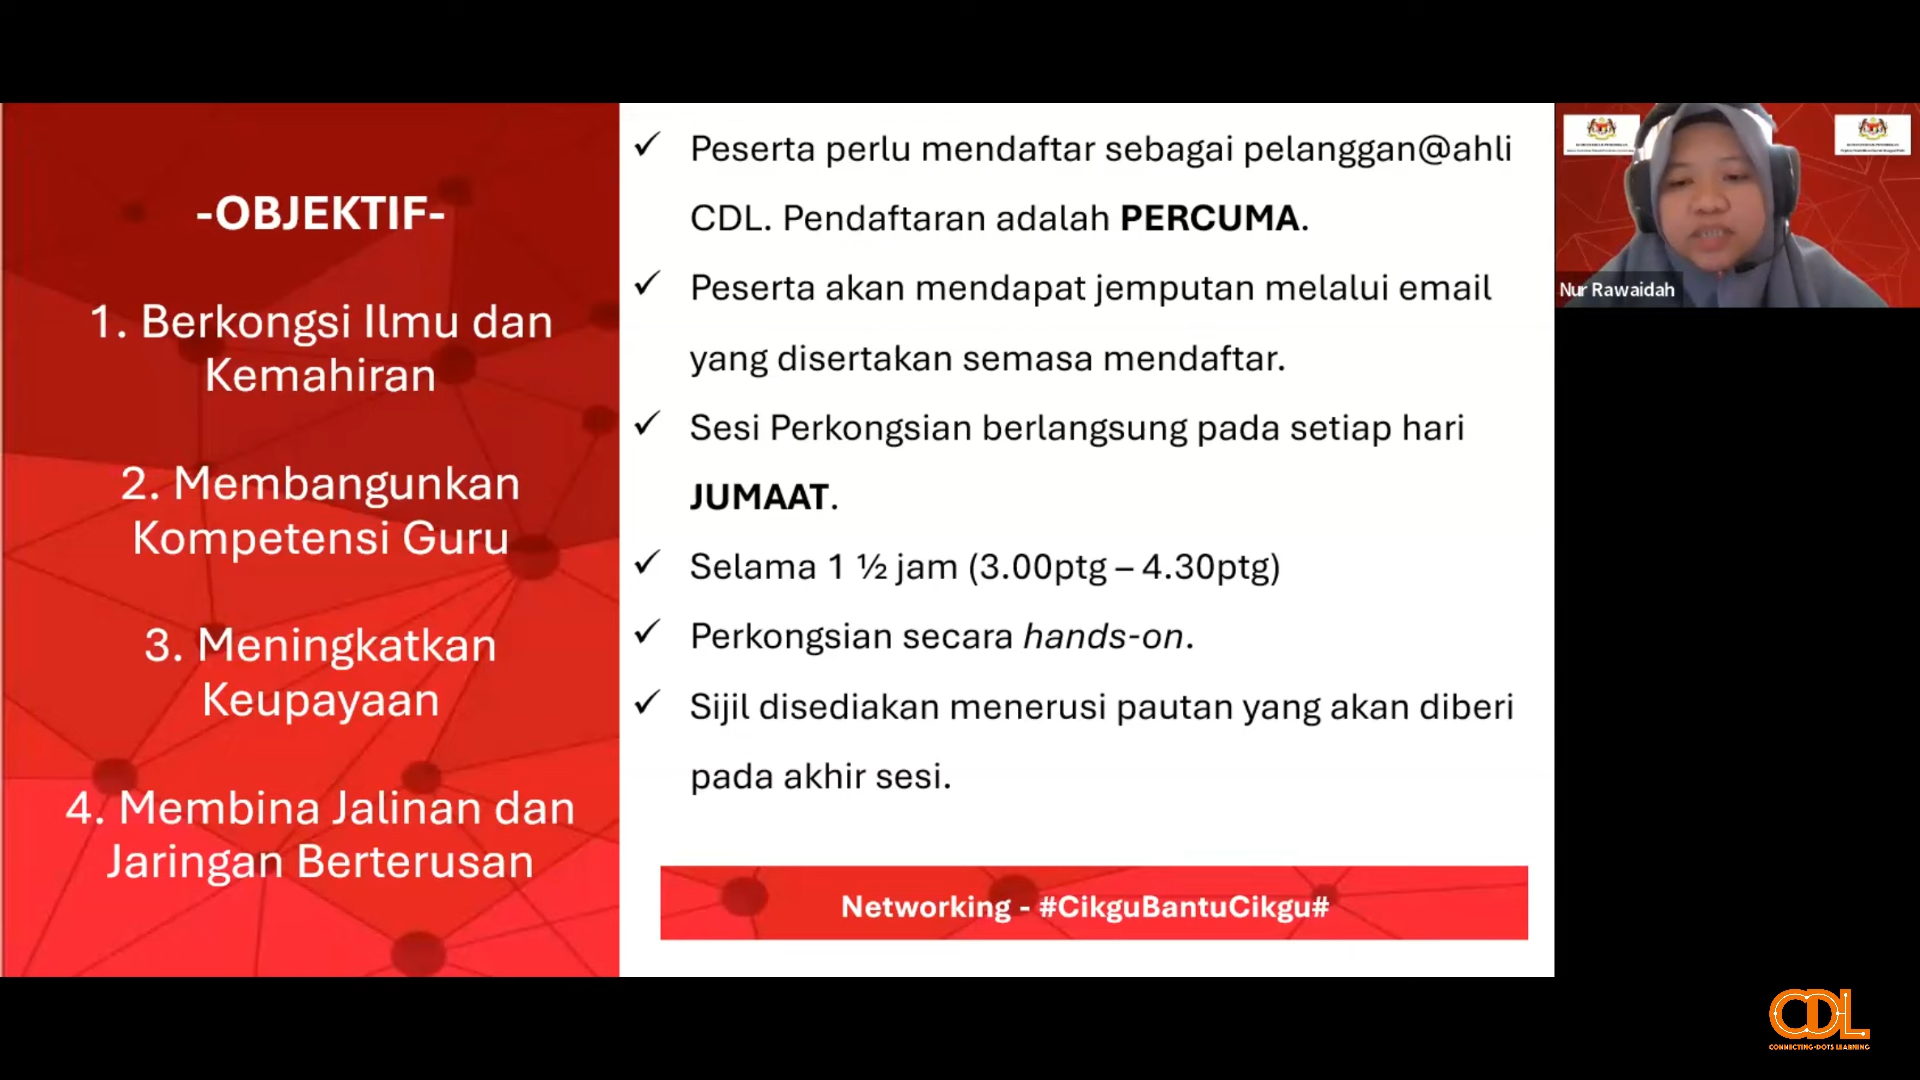 -OBJEKTIF-
1. Berkongsi Ilmu dan
Kemahiran
2. Membangunkan
Kompetensi Guru
3. Meningkatkan
Keupayaan
4. Membina Jalinan dan
Jaringan Berterusan
✓ Peserta perlu mendaftar sebagai pelanggan@ahli
CDL. Pendaftaran adalah PERCUMA.
✓ Peserta akan mendapat jemputan melalui email
yang disertakan semasa mendaftar.
✓ Sesi Perkongsian berlangsung pada setiap hari
JUMAAT.
✓ Selama 1 ½ jam (3.00ptg – 4.30ptg)
✓ Perkongsian secara hands-on.
✓ Sijil disediakan menerusi pautan yang akan diberi
pada akhir sesi.
Networking - #CikguBantuCikgu#
Nur Rawaidah
CDL
CONNECTING-DOTS LEARNING